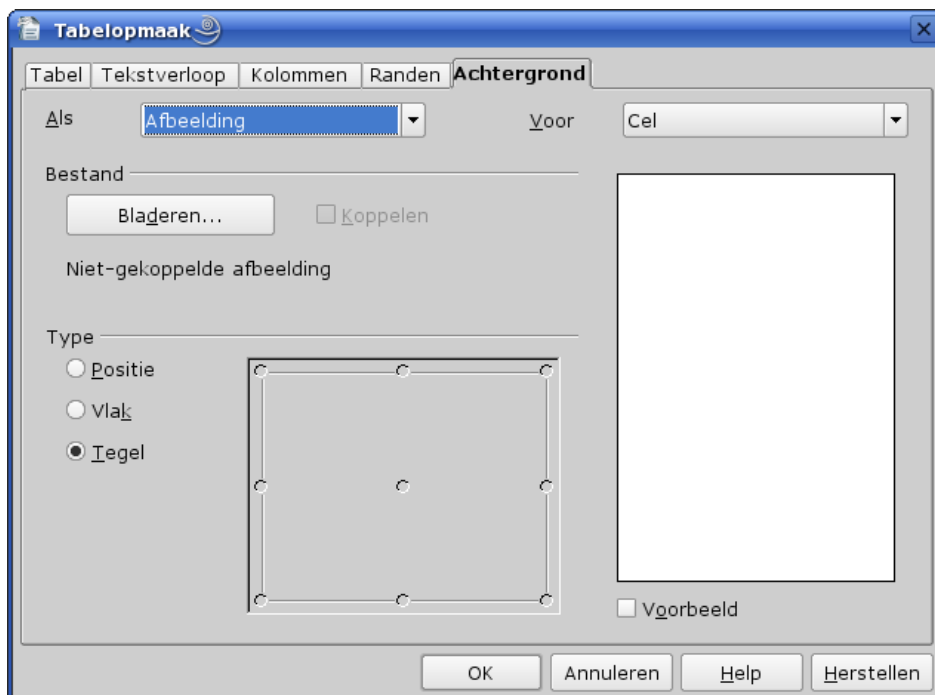 Tabelopmaak
Tabel Tekstverloop Kolommen Randen Achtergrond
Als Afbeelding Voor Cel
Bestand
Bladeren... Koppelen
Niet-gekoppelde afbeelding
Type
Positie
Vlak
Tegel
Voorbeeld
OK Annuleren Help Herstellen